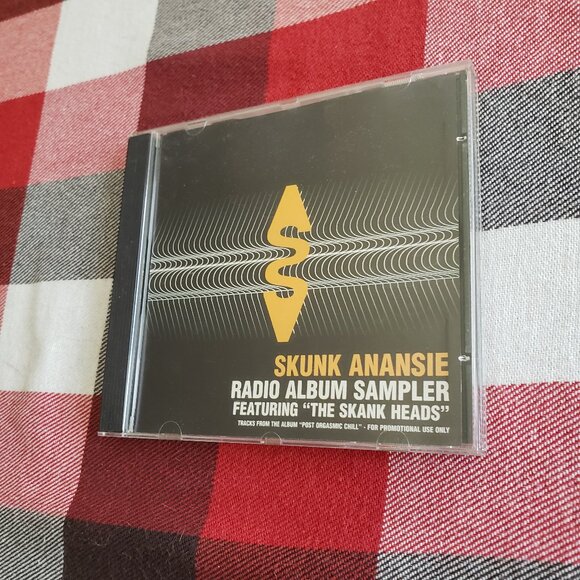 SKUNK ANANSIE
RADIO ALBUM SAMPLER
FEATURING "THE SKANK HEADS"
TRACKS FROM THE ALBUM "POST ORGASMIC CHILL" - FOR PROMOTIONAL USE ONLY